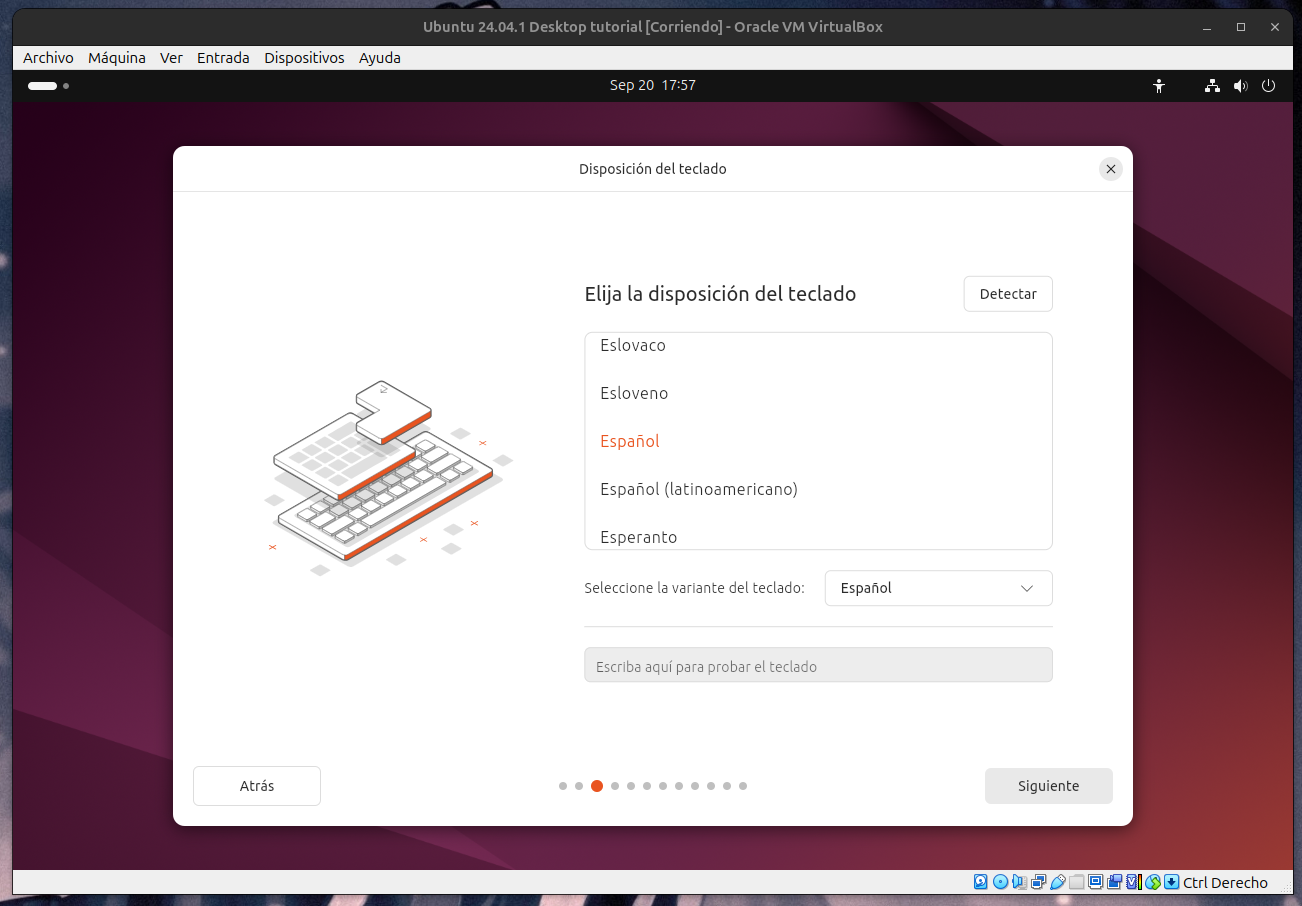 Ubuntu 24.04.1 Desktop tutorial [Corriendo] - Oracle VM VirtualBox
Archivo Máquina Ver Entrada Dispositivos Ayuda
Sep 20 17:57
Disposición del teclado
Elija la disposición del teclado
Detectar
Eslovaco
Esloveno
Español
Español (latinoamericano)
Esperanto
Seleccione la variante del teclado: Español
Escriba aquí para probar el teclado
Atrás
Siguiente
Ctrl Derecho